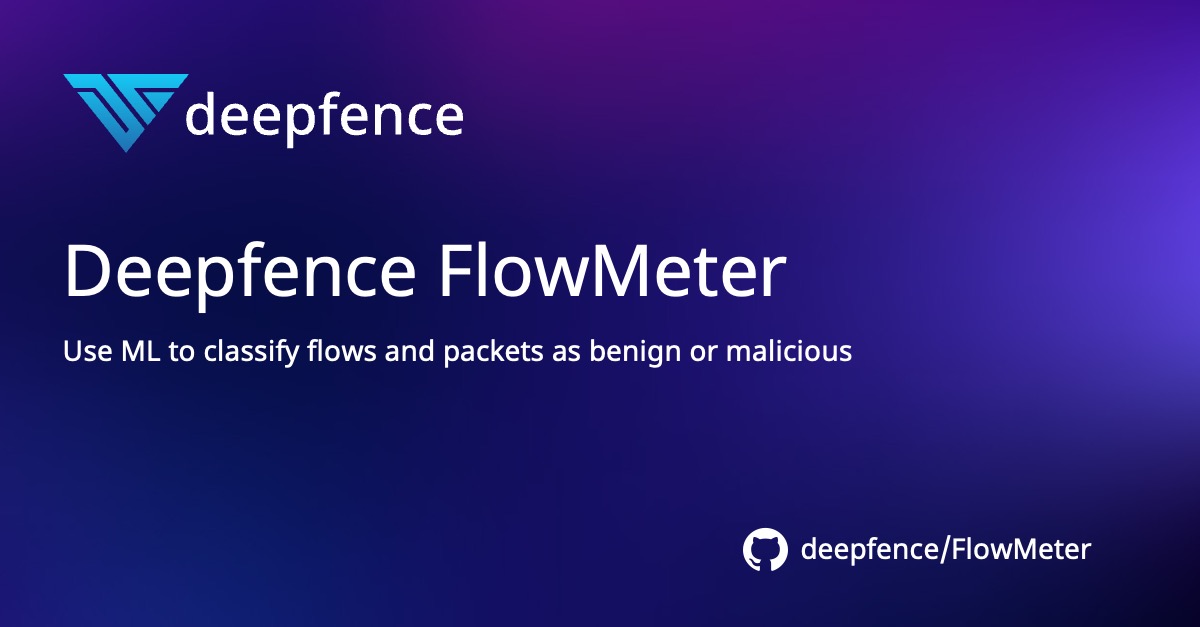 deepfence
Deepfence FlowMeter
Use ML to classify flows and packets as benign or malicious
deepfence/FlowMeter